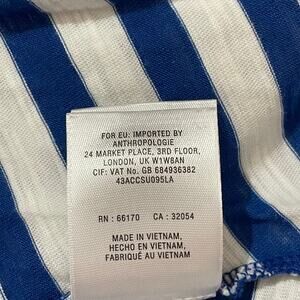 FOR EU: IMPORTED BY
ANTHROPOLOGIE
24 MARKET PLACE, 3RD FLOOR,
LONDON, UK W1W8AN
CIF: VAT No. GB 684936382
43ACCSU095LA
RN : 66170 CA : 32054
MADE IN VIETNAM,
HECHO EN VIETNAM,
FABRIQUÉ AU VIETNAM